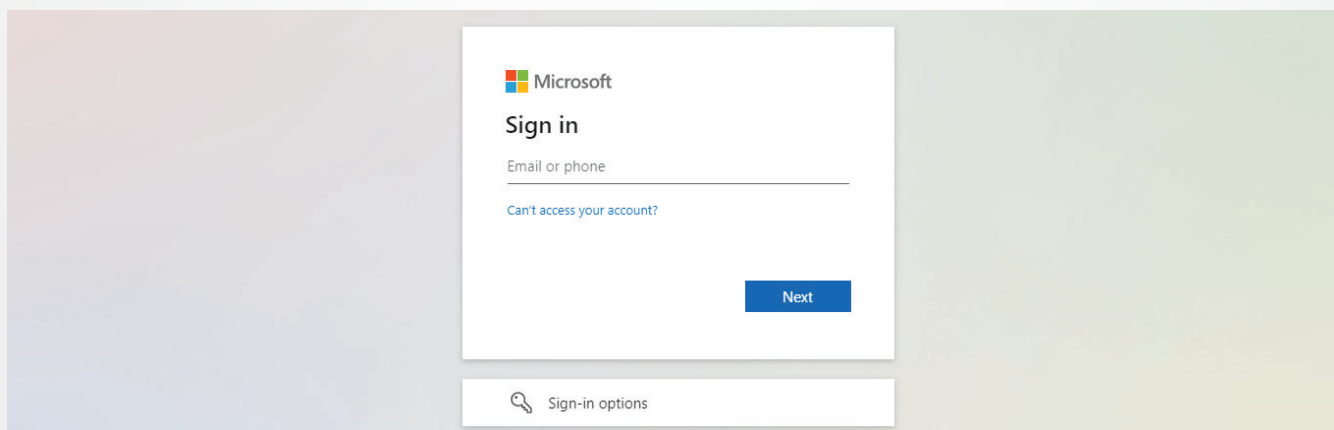 Microsoft
Sign in
Email or phone
Can't access your account?
Next
Sign-in options